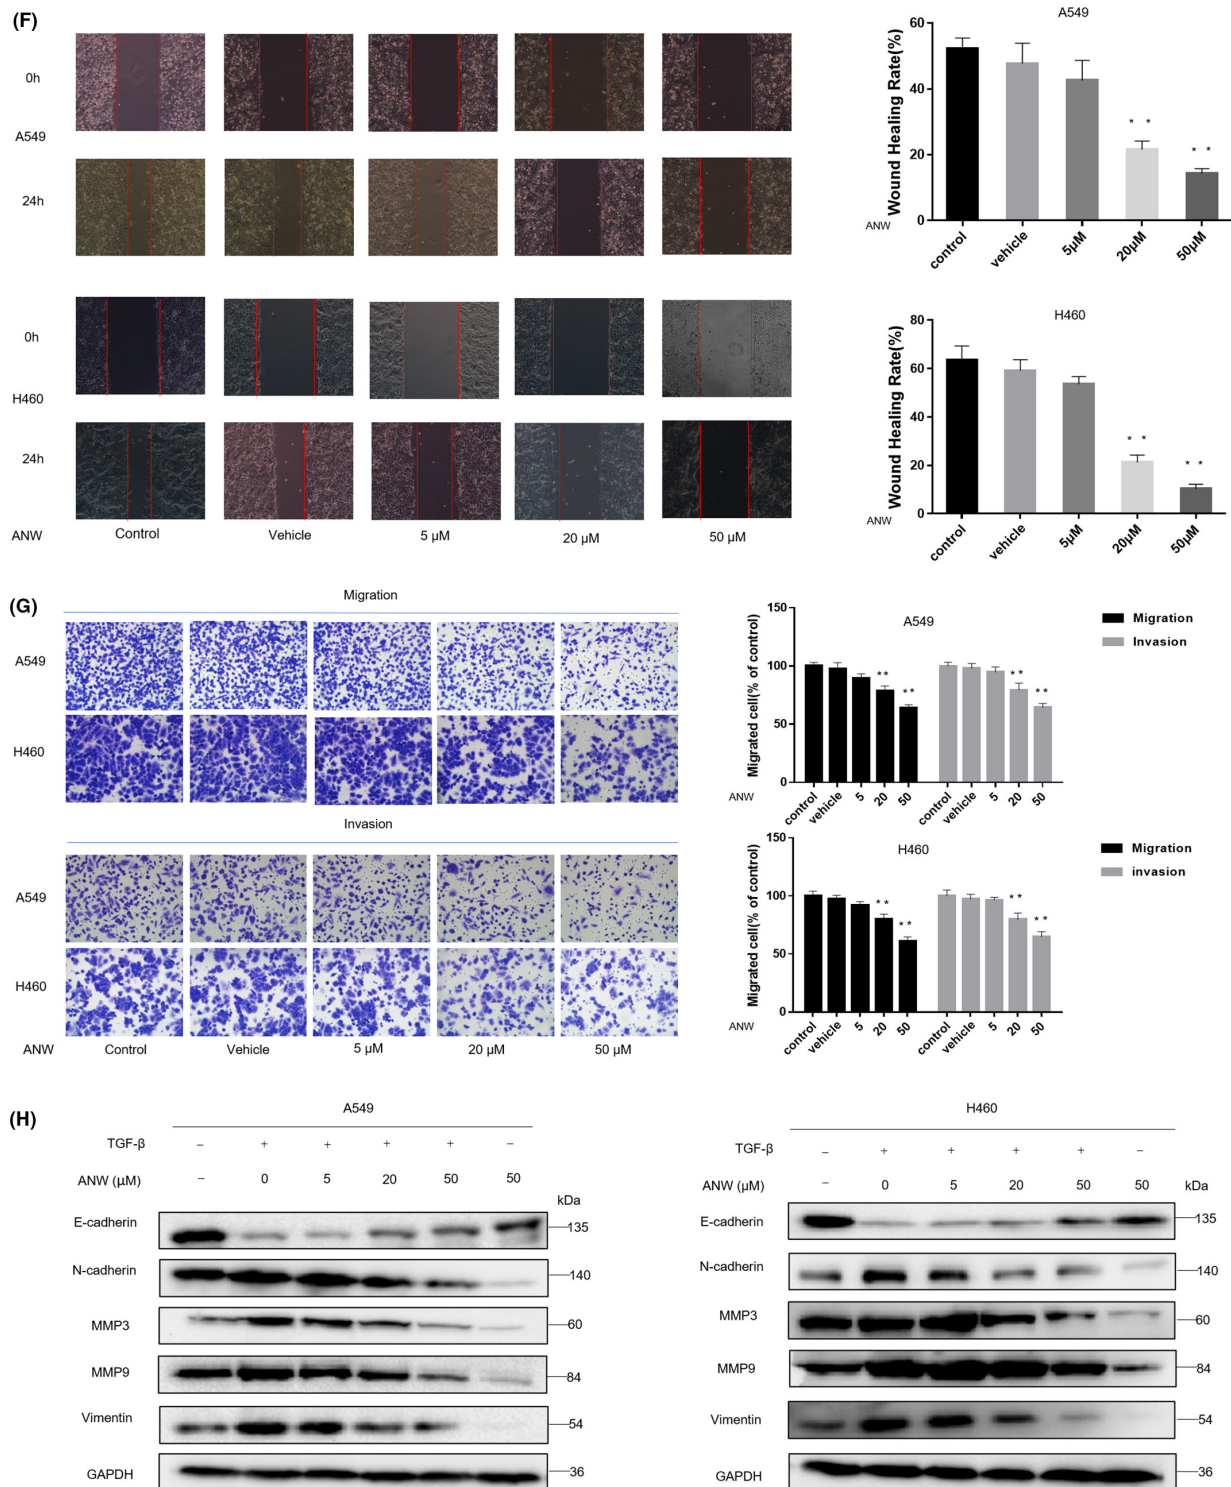 (F)
0h
A549
24h
0h
H460
24h
ANW
Control
Vehicle
5 μM
20 μM
50 μM
A549
Wound Healing Rate(%)
60
40
20
0
* *
* *
ANW
control
vehicle
5μM
20μM
50μM
H460
Wound Healing Rate(%)
80
60
40
20
0
* *
* *
ANW
control
vehicle
5μM
20μM
50μM
(G)
Migration
A549
H460
Invasion
A549
H460
ANW
Control
Vehicle
5 μM
20 μM
50 μM
A549
Migrated cell(% of control)
150
100
50
0
**
**
**
**
ANW
control
vehicle
5
20
50
control
vehicle
5
20
50
Migration
Invasion
H460
Migrated cell(% of control)
150
100
50
0
**
**
**
**
ANW
control
vehicle
5
20
50
control
vehicle
5
20
50
Migration
invasion
(H)
A549
TGF-β – + + + + –
ANW (μM) – 0 5 20 50 50
kDa
E-cadherin 135
N-cadherin 140
MMP3 60
MMP9 84
Vimentin 54
GAPDH 36
H460
TGF-β – + + + + –
ANW (μM) – 0 5 20 50 50 kDa
E-cadherin 135
N-cadherin 140
MMP3 60
MMP9 84
Vimentin 54
GAPDH 36